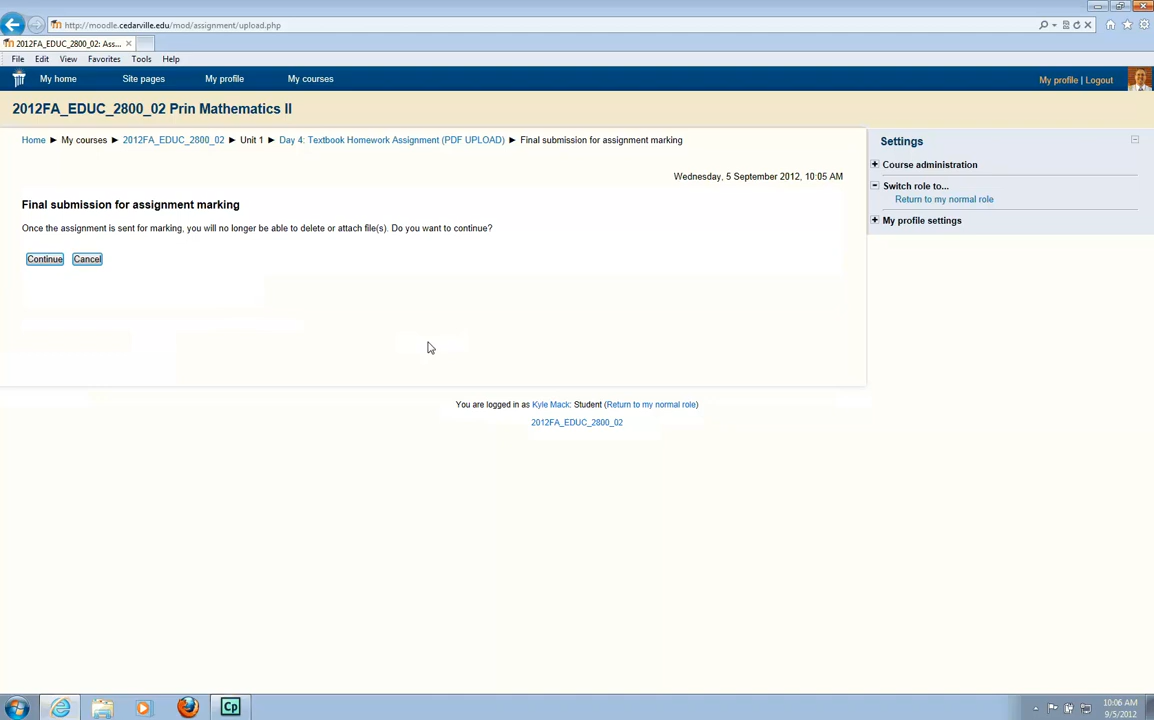 http://moodle.cedarville.edu/mod/assignment/upload.php
2012FA_EDUC_2800_02: Ass...
File Edit View Favorites Tools Help
My home Site pages My profile My courses My profile | Logout
2012FA_EDUC_2800_02 Prin Mathematics II
Home ► My courses ► 2012FA_EDUC_2800_02 ► Unit 1 ► Day 4: Textbook Homework Assignment (PDF UPLOAD) ► Final submission for assignment marking
Wednesday, 5 September 2012, 10:05 AM
Final submission for assignment marking
Once the assignment is sent for marking, you will no longer be able to delete or attach file(s). Do you want to continue?
Continue Cancel
Settings
Course administration
Switch role to...
Return to my normal role
My profile settings
You are logged in as Kyle Mack: Student (Return to my normal role)
2012FA_EDUC_2800_02
Cp
10:06 AM
9/5/2012